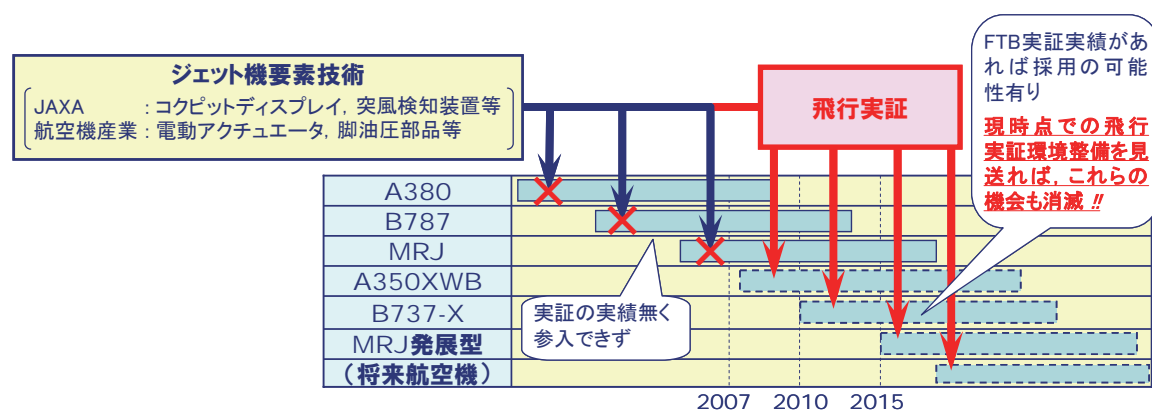 ジェット機要素技術
JAXA　　：コクピットディスプレイ, 突風検知装置等
航空機産業：電動アクチュエータ, 脚油圧部品等
飛行実証
FTB実証実績があ
れば採用の可能
性有り
現時点での飛行
実証環境整備を見
送れば, これらの
機会も消滅 !!
A380
B787
MRJ
A350XWB
B737-X
MRJ発展型
（将来航空機）
実証の実績無く
参入できず
2007 2010 2015